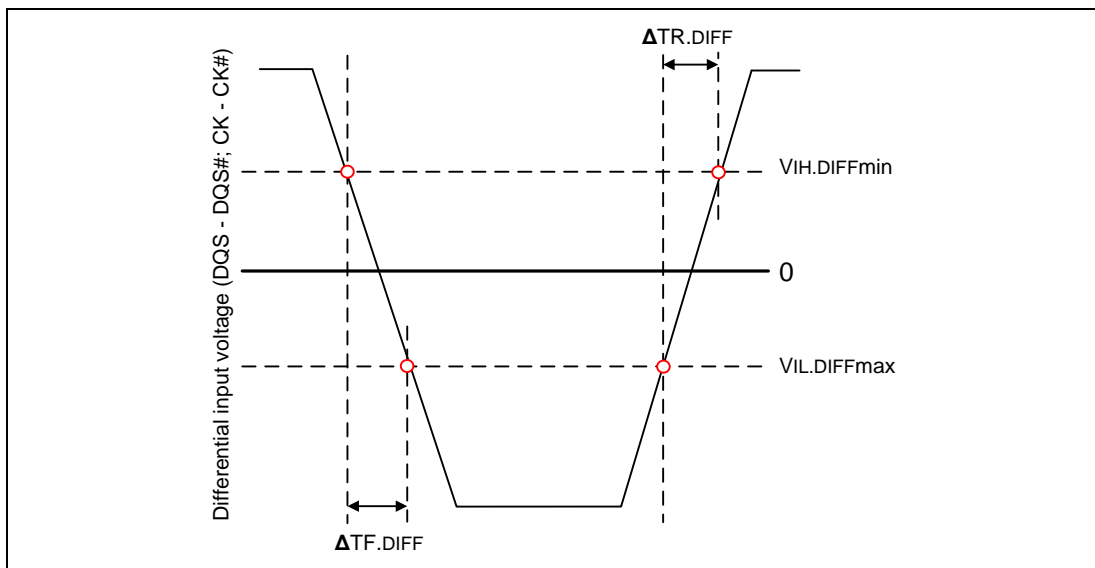 ΔTR.DIFF
Differential input voltage (DQS - DQS#; CK - CK#)
VIH.DIFFmin
0
VIL.DIFFmax
ΔTF.DIFF